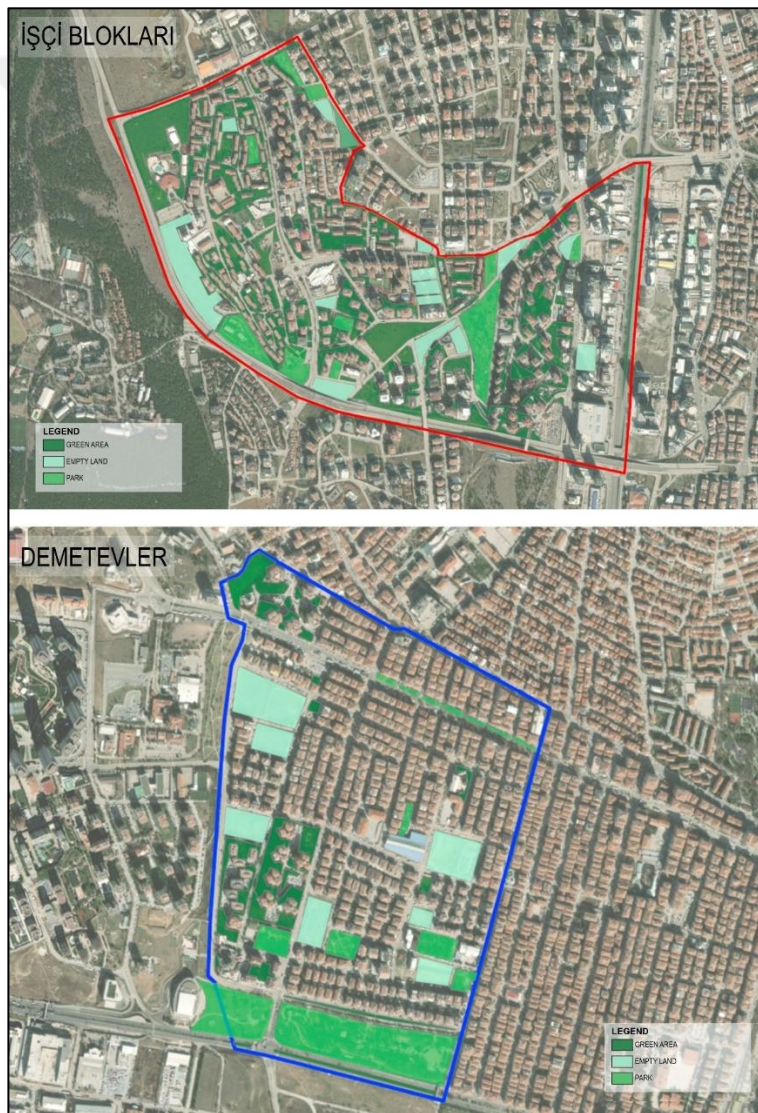 İŞÇİ BLOKLARI
LEGEND
GREEN AREA
EMPTY LAND
PARK
DEMETEVLER
LEGEND
GREEN AREA
EMPTY LAND
PARK